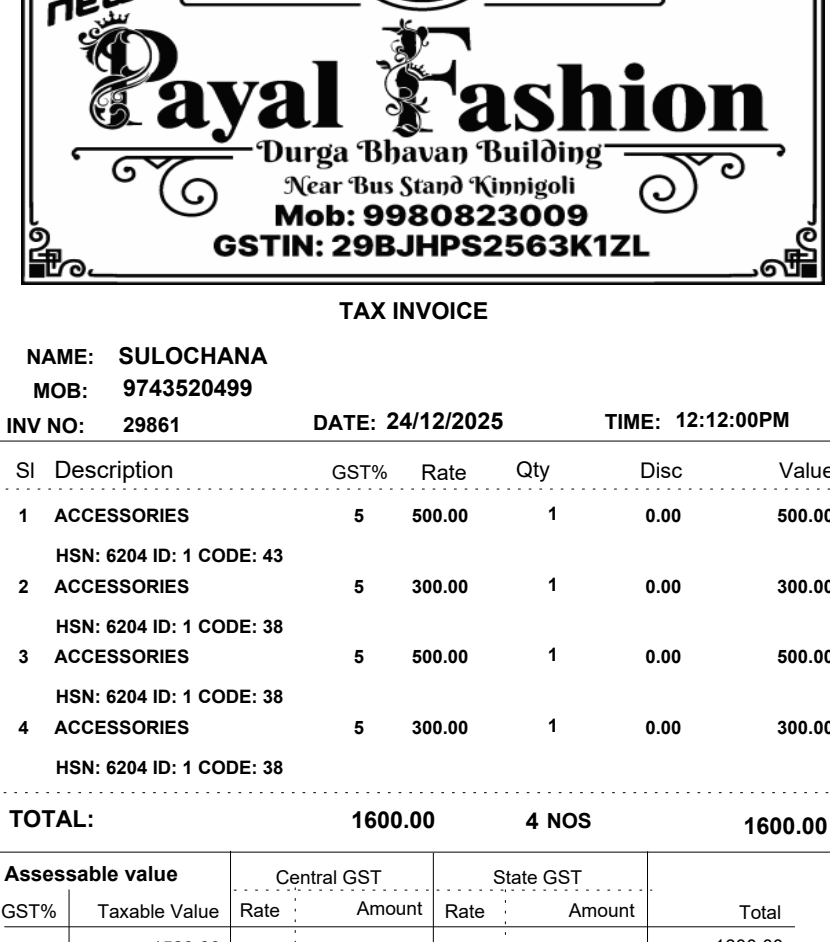 new
Payal Fashion
Durga Bhavan Building
Near Bus Stand Kinnigoli
Mob: 9980823009
GSTIN: 29BJHPS2563K1ZL
TAX INVOICE
NAME: SULOCHANA
MOB: 9743520499
INV NO: 29861 DATE: 24/12/2025 TIME: 12:12:00PM
Sl Description GST% Rate Qty Disc Value
1 ACCESSORIES 5 500.00 1 0.00 500.00
HSN: 6204 ID: 1 CODE: 43
2 ACCESSORIES 5 300.00 1 0.00 300.00
HSN: 6204 ID: 1 CODE: 38
3 ACCESSORIES 5 500.00 1 0.00 500.00
HSN: 6204 ID: 1 CODE: 38
4 ACCESSORIES 5 300.00 1 0.00 300.00
HSN: 6204 ID: 1 CODE: 38
TOTAL: 1600.00 4 NOS 1600.00
Assessable value Central GST State GST
GST% Taxable Value Rate Amount Rate Amount Total